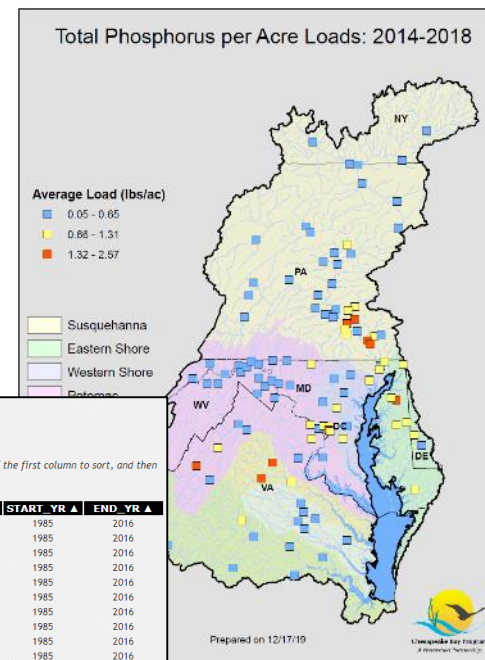 Total Phosphorus per Acre Loads: 2014-2018
NY
Average Load (lbs/ac)
0.05 - 0.65
0.66 - 1.31
1.32 - 2.57
PA
Susquehanna
Eastern Shore
Western Shore
Potomac
MD
WV
DC
DE
VA
the first column to sort, and then
START_YR ▲ END_YR ▲
1985 2016
1985 2016
1985 2016
1985 2016
1985 2016
1985 2016
1985 2016
1985 2016
1985 2016
1985 2016
Prepared on 12/17/19
Chesapeake Bay Program
A Watershed Partnership